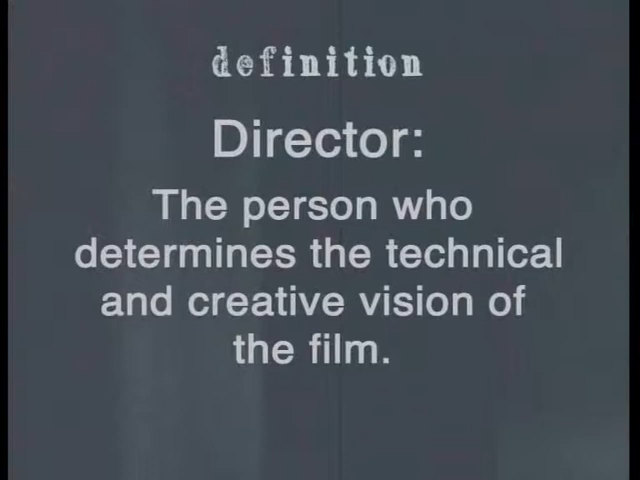 definition
Director:
The person who
determines the technical
and creative vision of
the film.